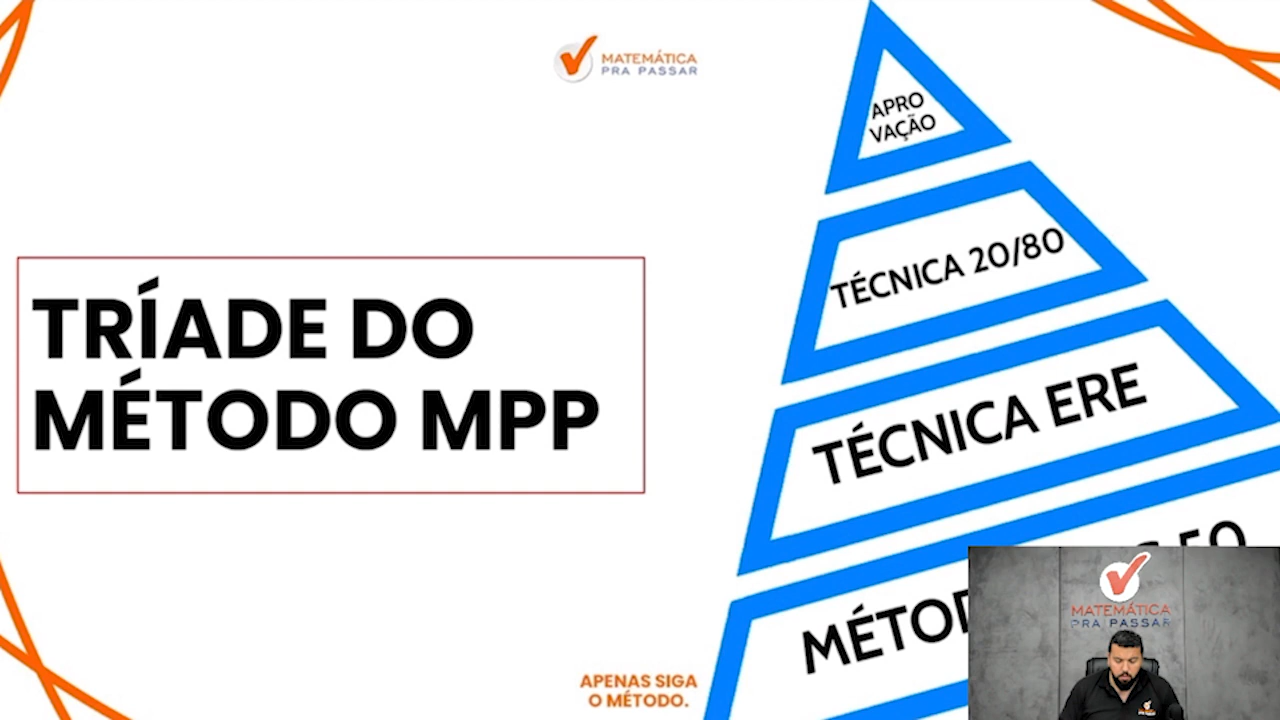 MATEMÁTICA
PRA PASSAR
APRO
VAÇÃO
TÉCNICA 20/80
TRÍADE DO
MÉTODO MPP
TÉCNICA ERE
MATEMÁTICA
PRA PASSAR
APENAS SIGA
O MÉTODO.